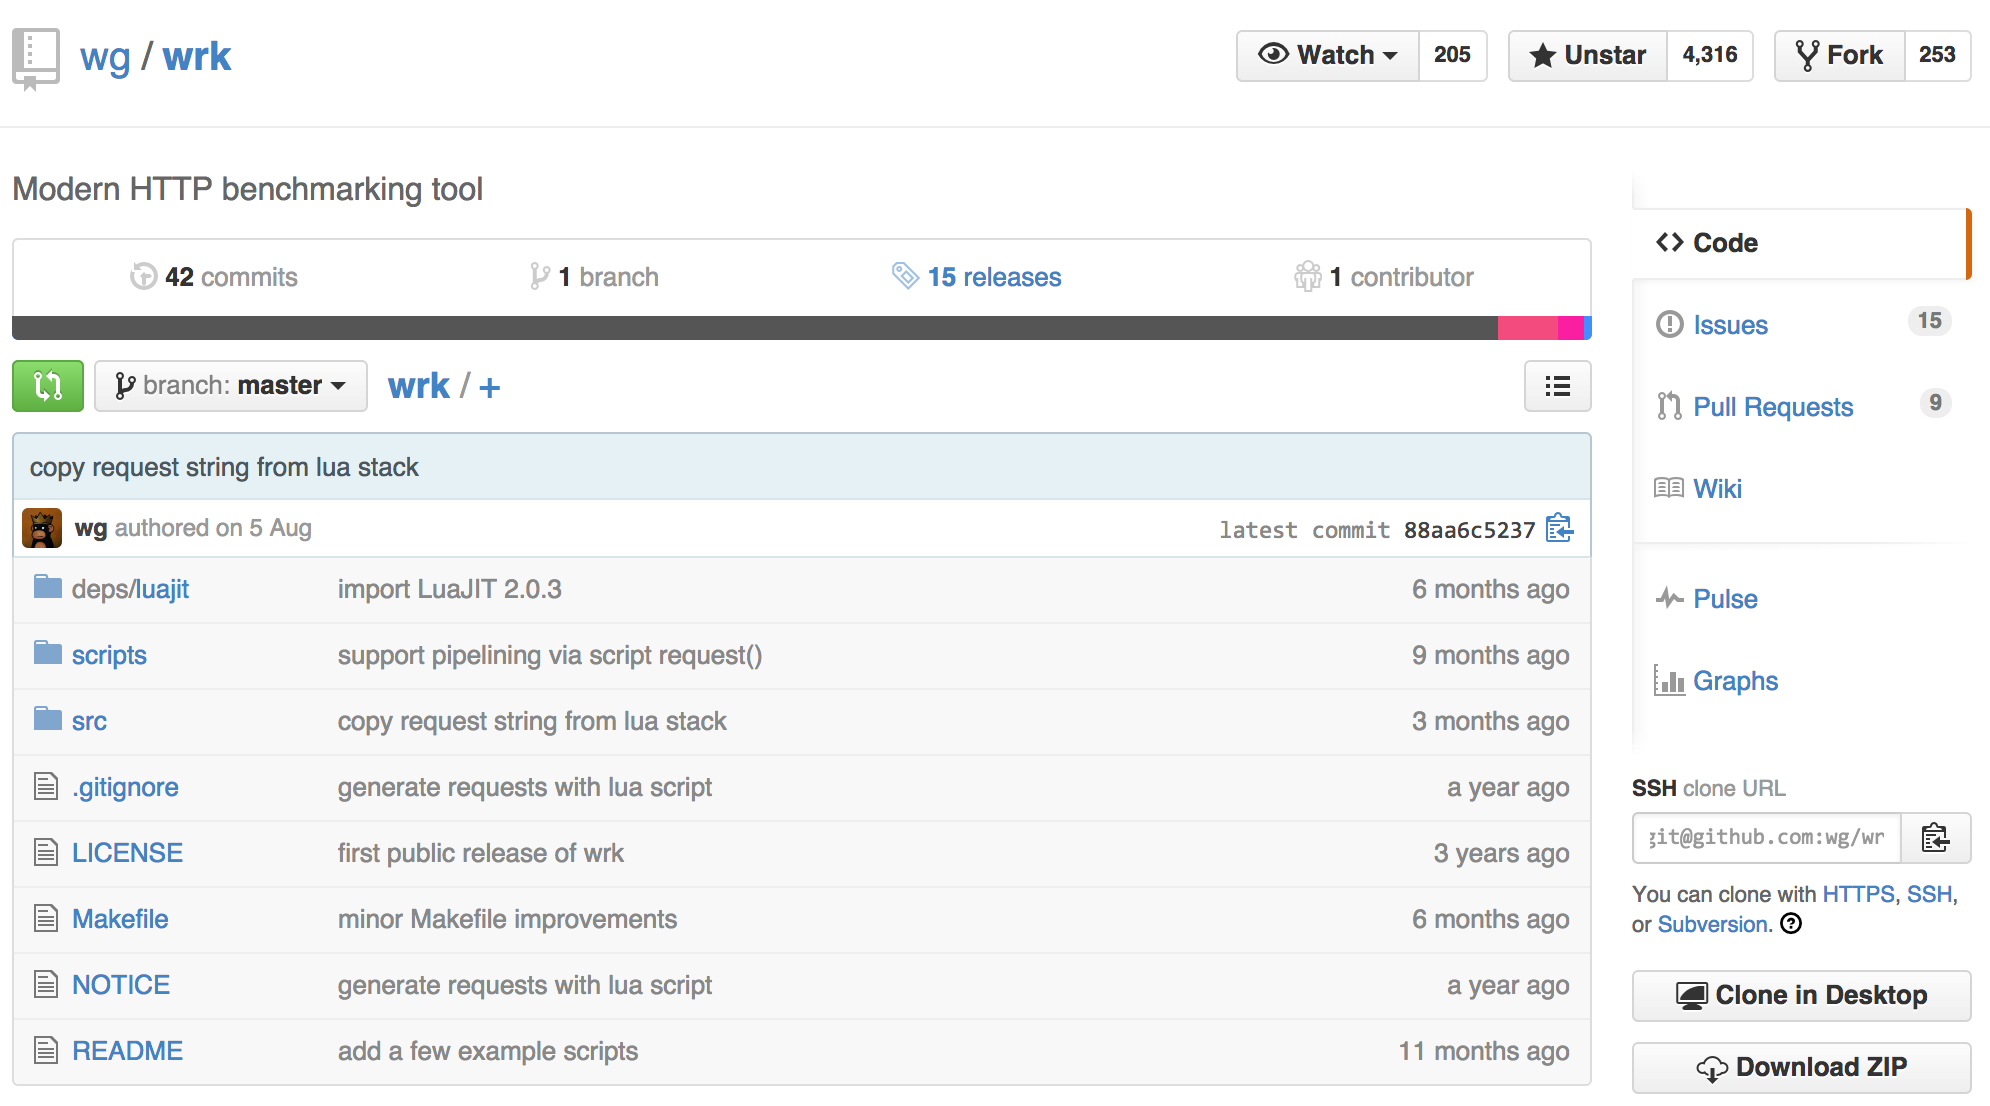 wg / wrk
Watch 205
Unstar 4,316
Fork 253
Modern HTTP benchmarking tool
42 commits
1 branch
15 releases
1 contributor
branch: master
wrk / +
copy request string from lua stack
wg authored on 5 Aug
latest commit 88aa6c5237
deps/luajit import LuaJIT 2.0.3 6 months ago
scripts support pipelining via script request() 9 months ago
src copy request string from lua stack 3 months ago
.gitignore generate requests with lua script a year ago
LICENSE first public release of wrk 3 years ago
Makefile minor Makefile improvements 6 months ago
NOTICE generate requests with lua script a year ago
README add a few example scripts 11 months ago
Code
Issues 15
Pull Requests 9
Wiki
Pulse
Graphs
SSH clone URL
git@github.com:wg/wr
You can clone with HTTPS, SSH,
or Subversion.
Clone in Desktop
Download ZIP